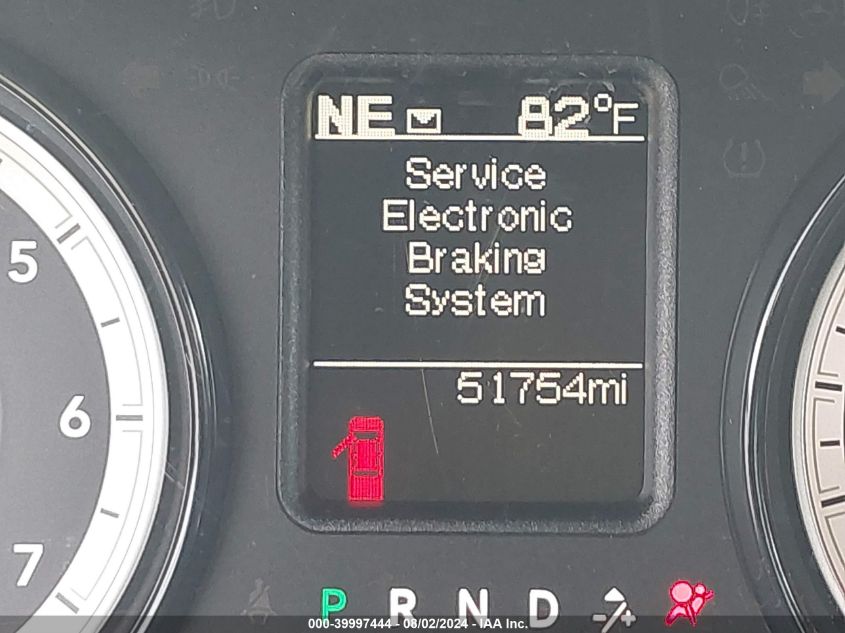 NE 82°F
Service
Electronic
Braking
System
51754mi
5
6
7
P R N D -/+
000-39997444 - 08/02/2024 - IAA Inc.